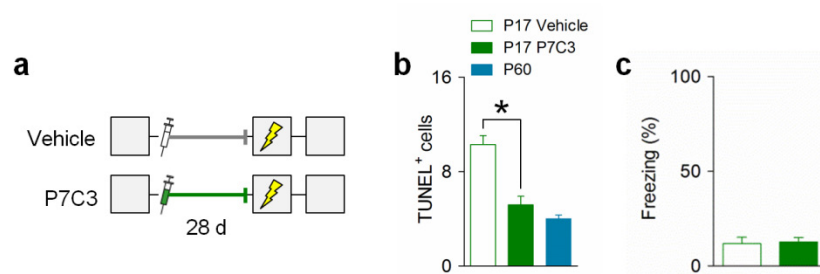 a
Vehicle
P7C3
28 d
b
P17 Vehicle
P17 P7C3
P60
16
8
0
TUNEL+ cells
*
c
100
50
0
Freezing (%)